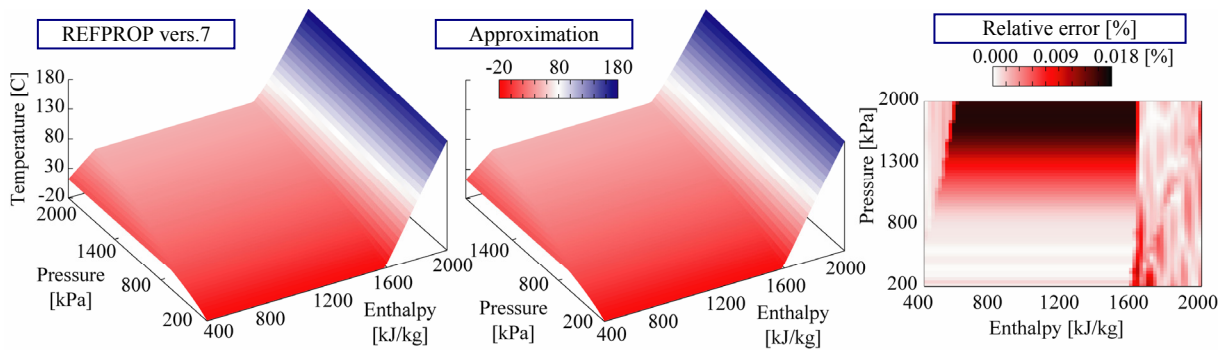 REFPROP vers.7
Temperature [C]
180
130
80
30
-20
2000
1400
800
200
Pressure
[kPa]
400
800
1200
1600
2000
Enthalpy
[kJ/kg]
Approximation
-20 80 180
1400
800
200
Pressure
[kPa]
400
800
1200
1600
2000
Enthalpy
[kJ/kg]
Relative error [%]
0.000 0.009 0.018 [%]
Pressure [kPa]
2000
1300
800
200
400 800 1200 1600 2000
Enthalpy [kJ/kg]